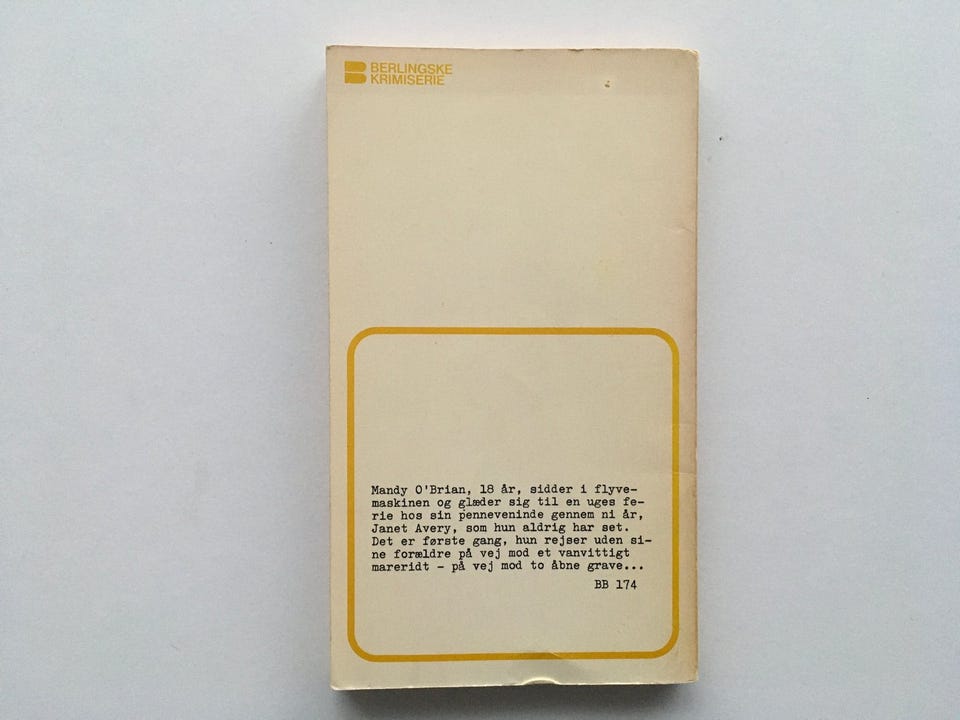 BERLINGSKE
KRIMISERIE
Mandy O'Brian, 18 år, sidder i flyve-
maskinen og glæder sig til en uges fe-
rie hos sin penneveninde gennem ni år,
Janet Avery, som hun aldrig har set.
Det er første gang, hun rejser uden si-
ne forældre på vej mod et vanvittigt
mareridt - på vej mod to åbne grave...
BB 174